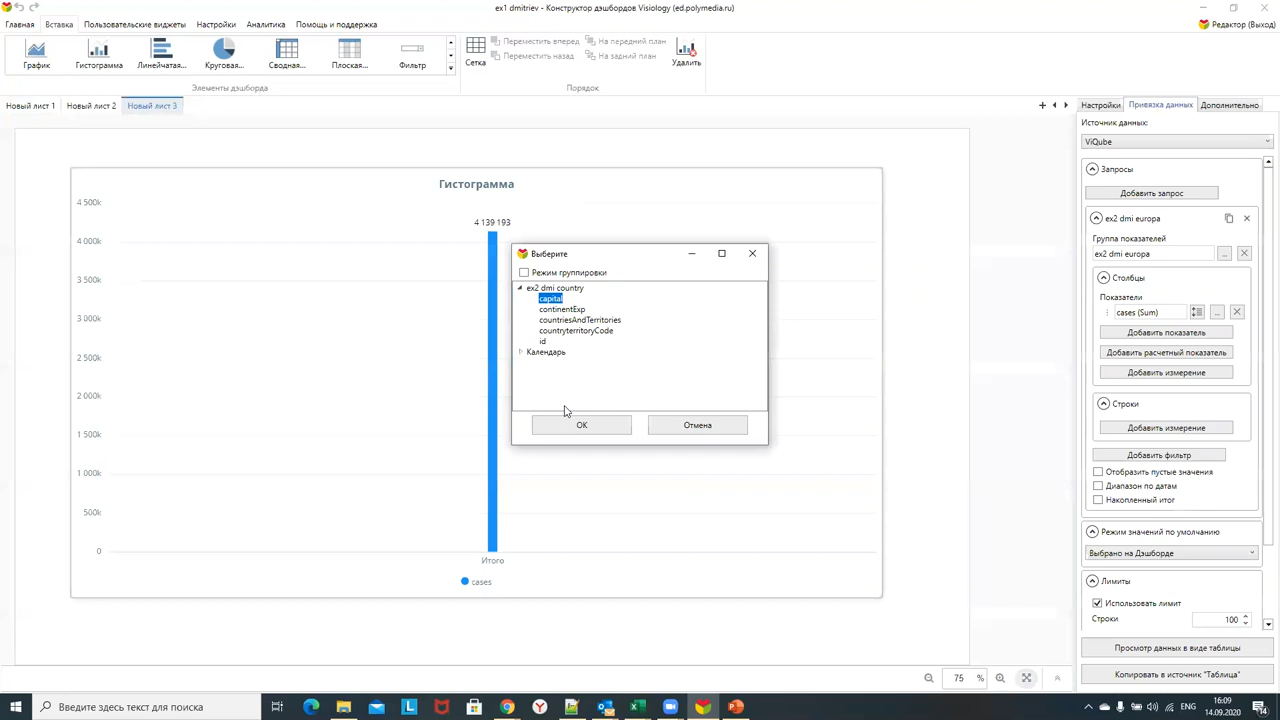 ex1 dmitriev - Конструктор дэшбордов Visiology (ed.polymedia.ru)
Главная Вставка Пользовательские виджеты Настройки Аналитика Помощь и поддержка
Редактор (Выход)
График Гистограмма Линейчатая... Круговая... Сводная... Плоская... Фильтр
Сетка
Переместить вперед На передний план
Переместить назад На задний план
Удалить
Элементы дэшборда Порядок
Новый лист 1 Новый лист 2 Новый лист 3
Настройки Привязка данных Дополнительно
Источник данных:
ViQube
Запросы
Добавить запрос
ex2 dmi europa
Группа показателей
ex2 dmi europa ...
Столбцы
Показатели
cases (Sum) ...
Добавить показатель
Добавить расчетный показатель
Добавить измерение
Строки
Добавить измерение
Добавить фильтр
Отобразить пустые значения
Диапазон по датам
Накопленный итог
Режим значений по умолчанию
Выбрано на Дэшборде
Лимиты
Использовать лимит
Строки 100
Просмотр данных в виде таблицы
Копировать в источник "Таблица"
Гистограмма
4 500k
4 000k
3 500k
3 000k
2 500k
2 000k
1 500k
1 000k
500k
0
4 139 193
Итого
cases
Выберите
Режим группировки
ex2 dmi country
capital
continentExp
countriesAndTerritories
countryterritoryCode
id
Календарь
ОК Отмена
75 %
Введите здесь текст для поиска
ENG
16:09
14.09.2020
14